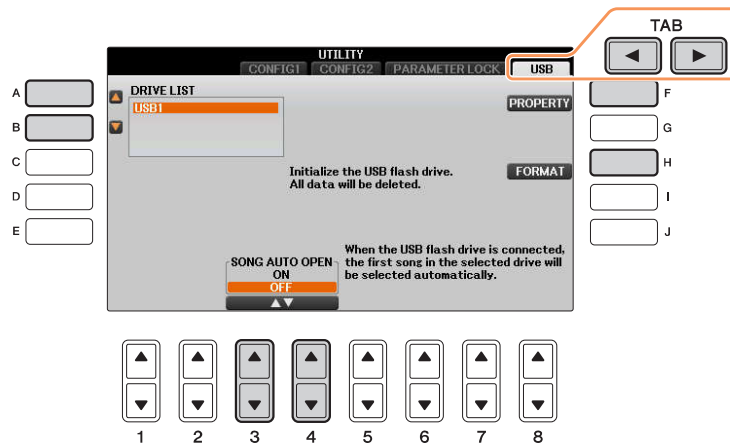 TAB
UTILITY
CONFIG1 CONFIG2 PARAMETER LOCK USB
DRIVE LIST
USB1
PROPERTY
Initialize the USB flash drive.
All data will be deleted.
FORMAT
SONG AUTO OPEN
ON
OFF
When the USB flash drive is connected,
the first song in the selected drive will
be selected automatically.
A
B
C
D
E
F
G
H
I
J
1 2 3 4 5 6 7 8